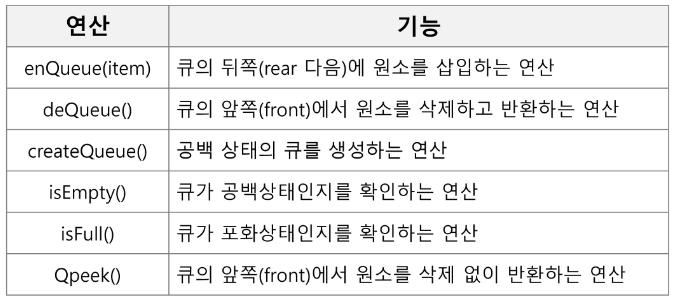 연산 기능
enQueue(item) 큐의 뒤쪽(rear 다음)에 원소를 삽입하는 연산
deQueue() 큐의 앞쪽(front)에서 원소를 삭제하고 반환하는 연산
createQueue() 공백 상태의 큐를 생성하는 연산
isEmpty() 큐가 공백상태인지를 확인하는 연산
isFull() 큐가 포화상태인지를 확인하는 연산
Qpeek() 큐의 앞쪽(front)에서 원소를 삭제 없이 반환하는 연산